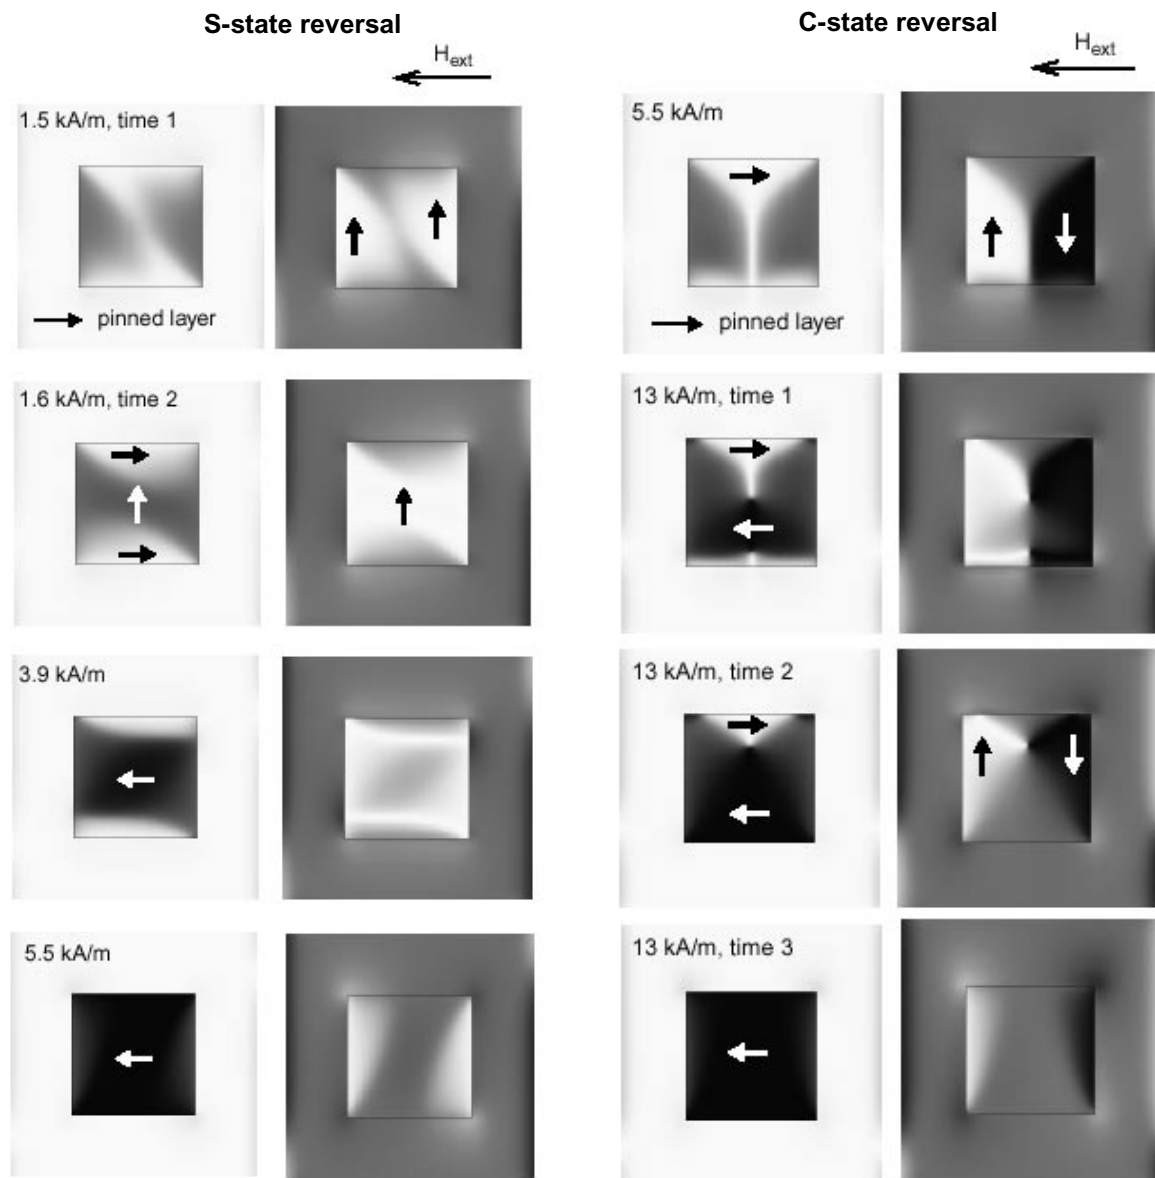 S-state reversal
H_ext
1.5 kA/m, time 1
pinned layer
1.6 kA/m, time 2
3.9 kA/m
5.5 kA/m
C-state reversal
H_ext
5.5 kA/m
pinned layer
13 kA/m, time 1
13 kA/m, time 2
13 kA/m, time 3